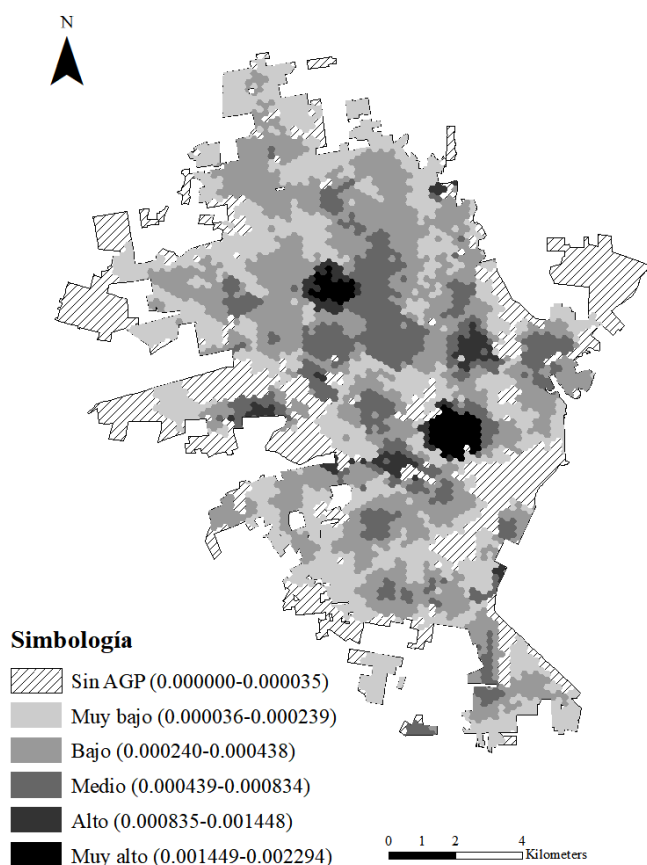 N
Simbología
Sin AGP (0.000000-0.000035)
Muy bajo (0.000036-0.000239)
Bajo (0.000240-0.000438)
Medio (0.000439-0.000834)
Alto (0.000835-0.001448)
Muy alto (0.001449-0.002294)
0 1 2 4
Kilometers